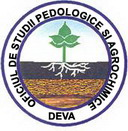 OFICIUL DE STUDII PEDOLOGICE SI AGROCHIMICE
DEVA